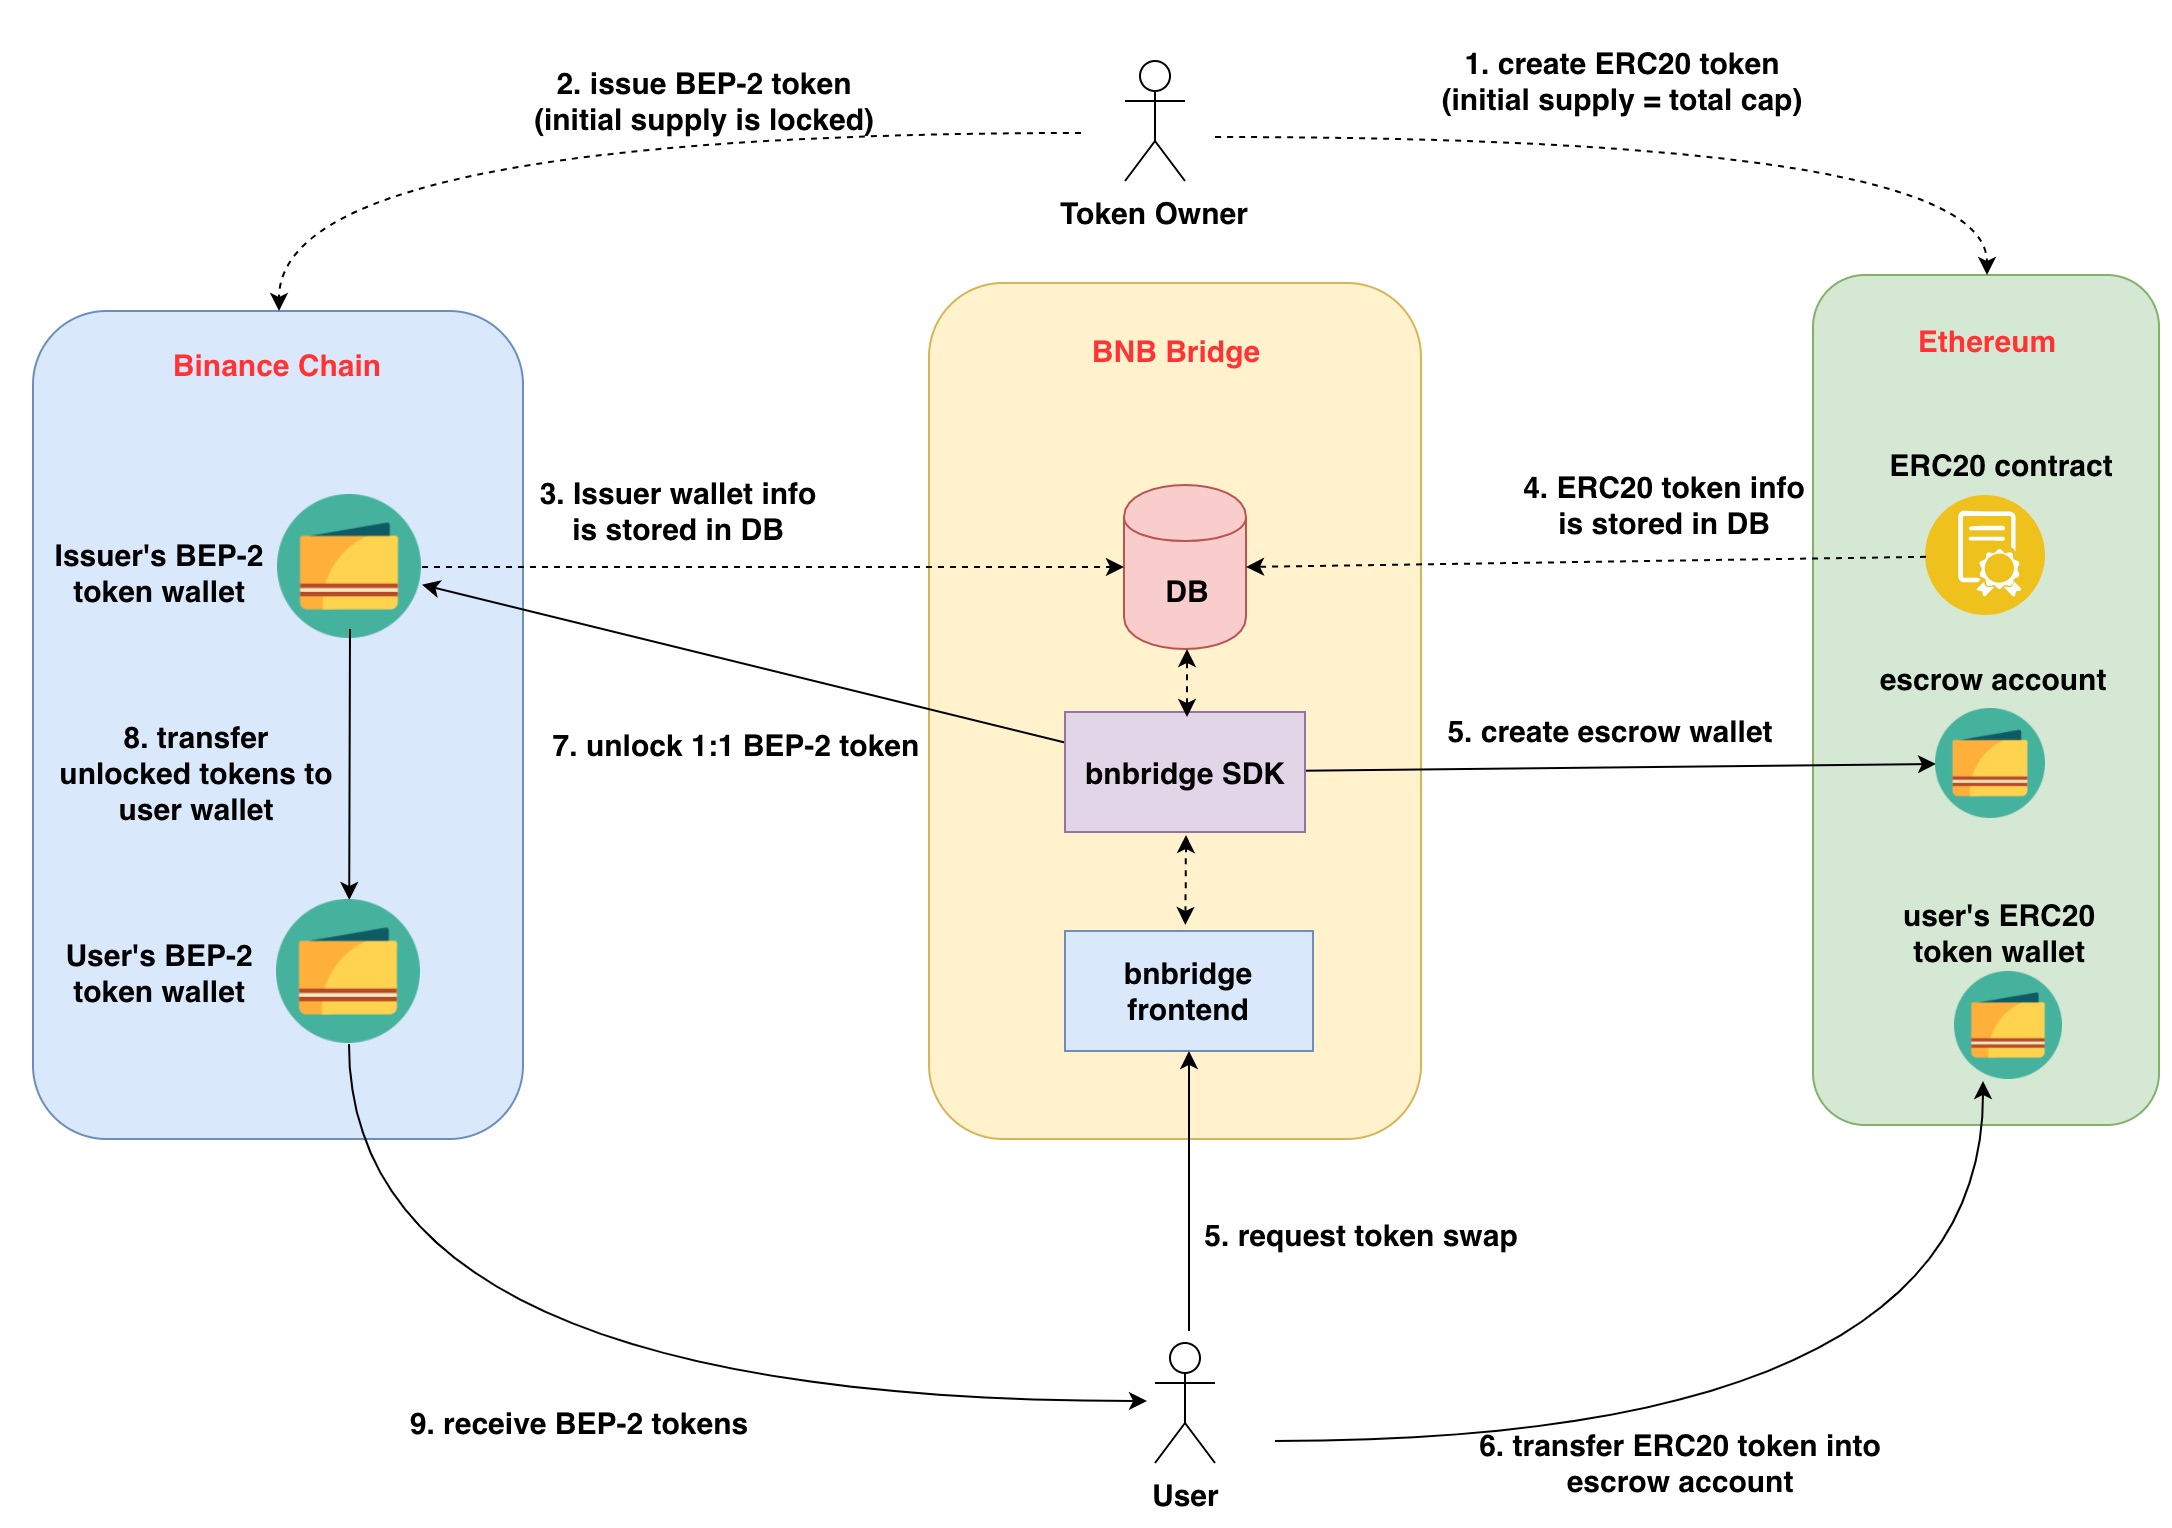 1. create ERC20 token
(initial supply = total cap)
2. issue BEP-2 token
(initial supply is locked)
Token Owner
Binance Chain
BNB Bridge
Ethereum
ERC20 contract
3. Issuer wallet info
is stored in DB
4. ERC20 token info
is stored in DB
Issuer's BEP-2
token wallet
DB
escrow account
8. transfer
unlocked tokens to
user wallet
7. unlock 1:1 BEP-2 token
bnbridge SDK
5. create escrow wallet
user's ERC20
token wallet
User's BEP-2
token wallet
bnbridge
frontend
5. request token swap
9. receive BEP-2 tokens
6. transfer ERC20 token into
escrow account
User